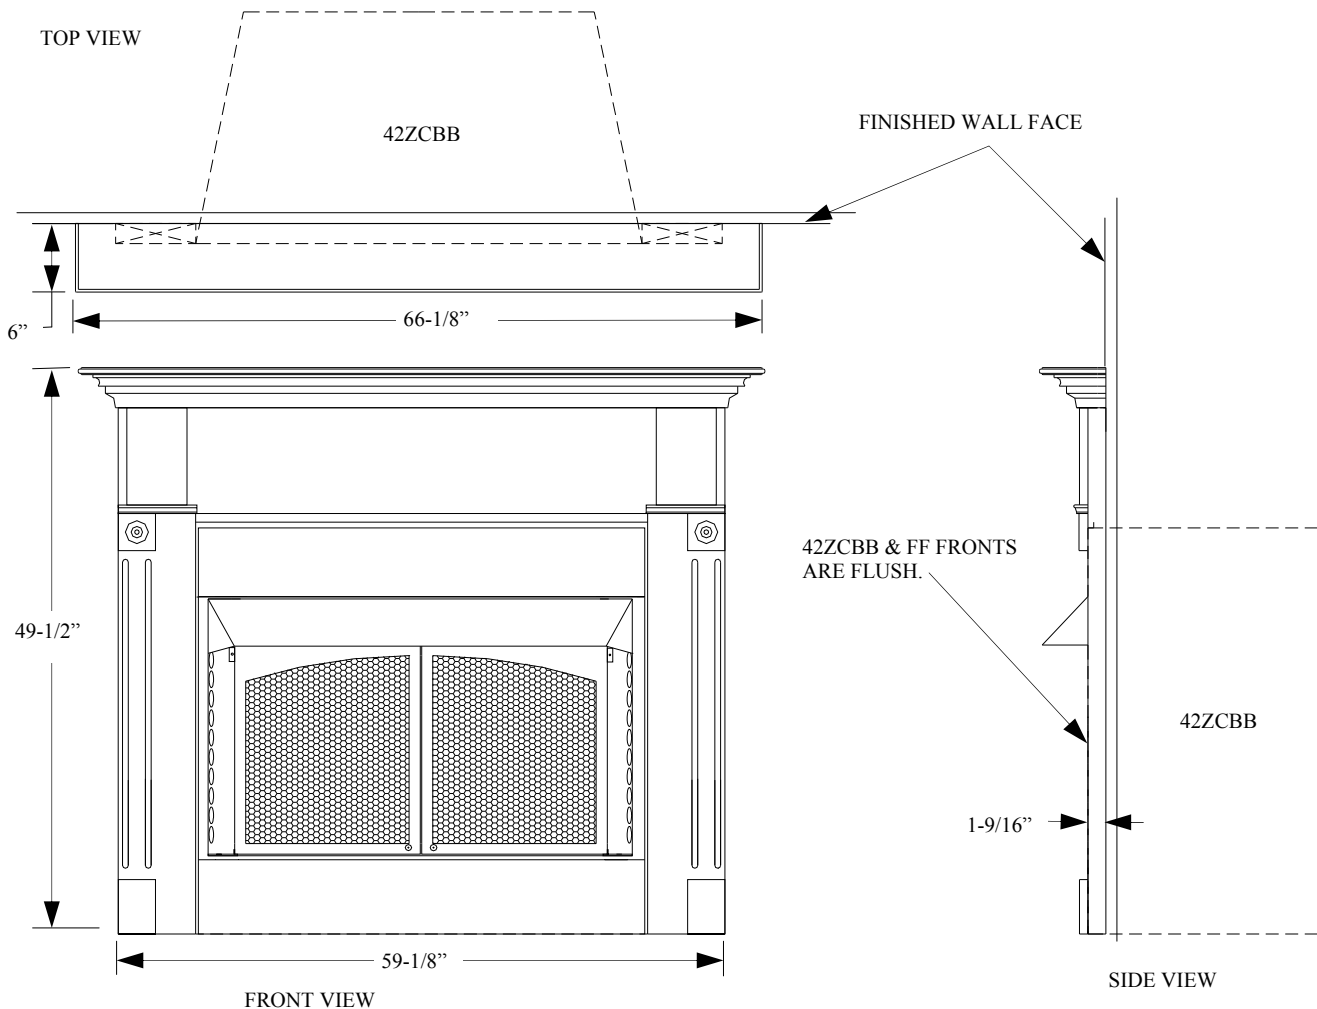 TOP VIEW
42ZCBB
FINISHED WALL FACE
6”
66-1/8”
42ZCBB & FF FRONTS
ARE FLUSH.
49-1/2”
42ZCBB
1-9/16”
59-1/8”
SIDE VIEW
FRONT VIEW